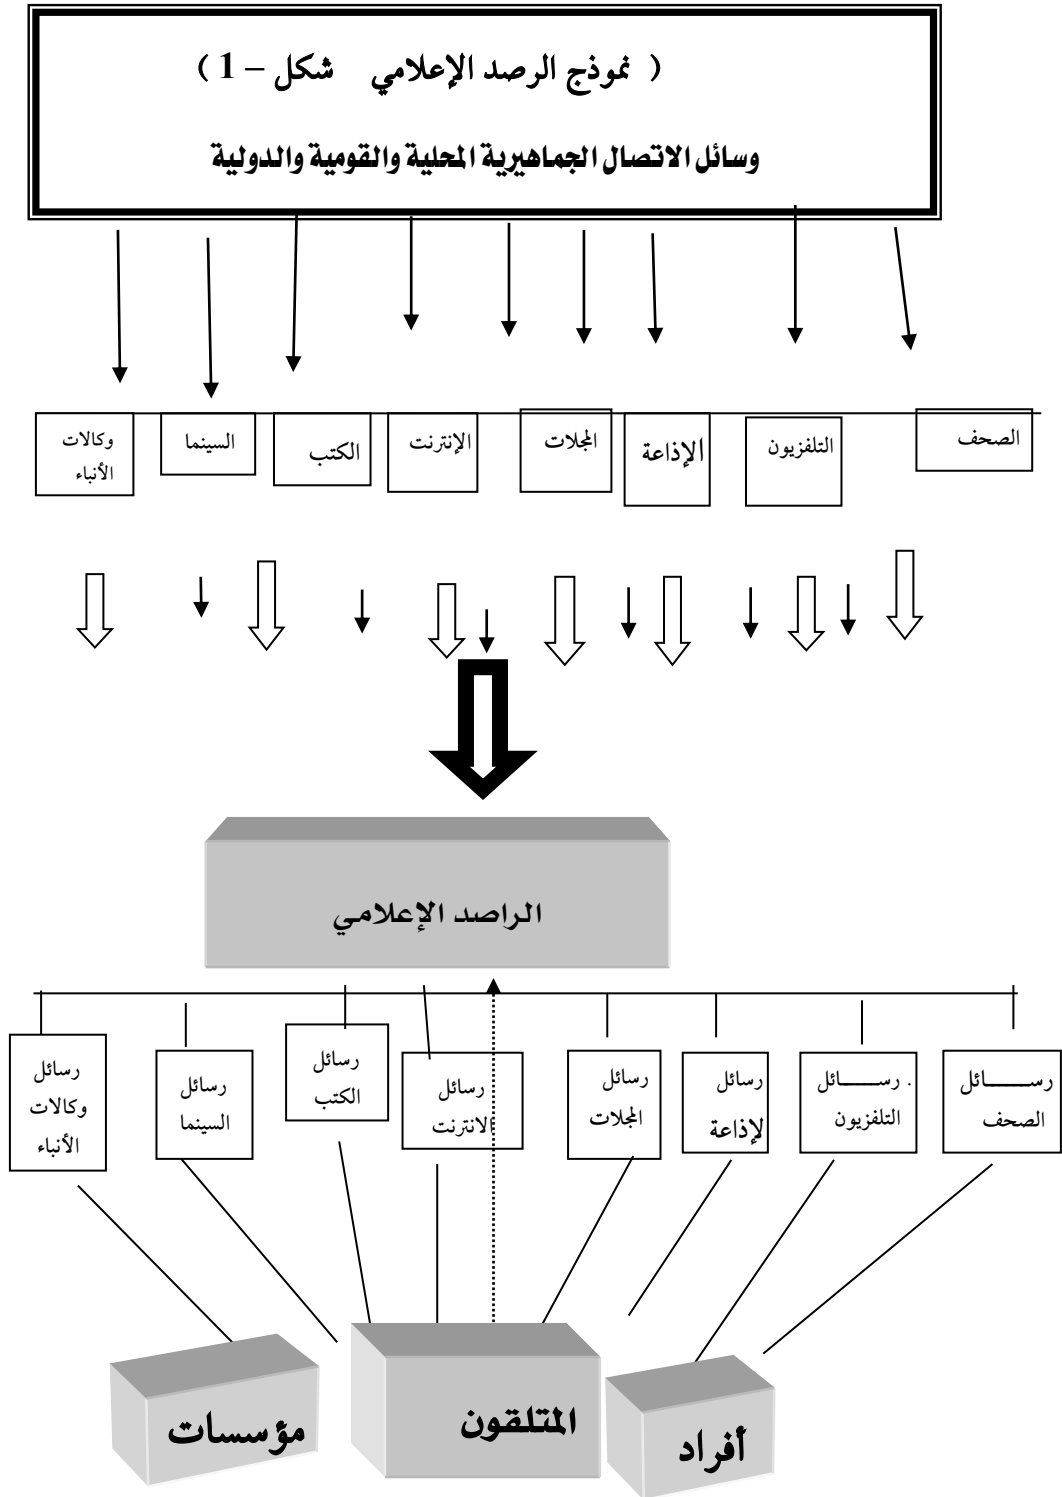 ( نموذج الرصد الإعلامي شكل – 1 )
وسائل الاتصال الجماهيرية المحلية والقومية والدولية
الصحف
التلفزيون
الإذاعة
المجلات
الإنترنت
الكتب
السينما
وكالات
الأنباء
الراصد الإعلامي
رســـــائل
الصحف
. رســـــائل
التلفزيون
رسائل
لإذاعة
رسائل
المجلات
رسائل
الانترنت
رسائل
الكتب
رسائل
السينما
رسائل
وكالات
الأنباء
أفراد
المتلقون
مؤسسات